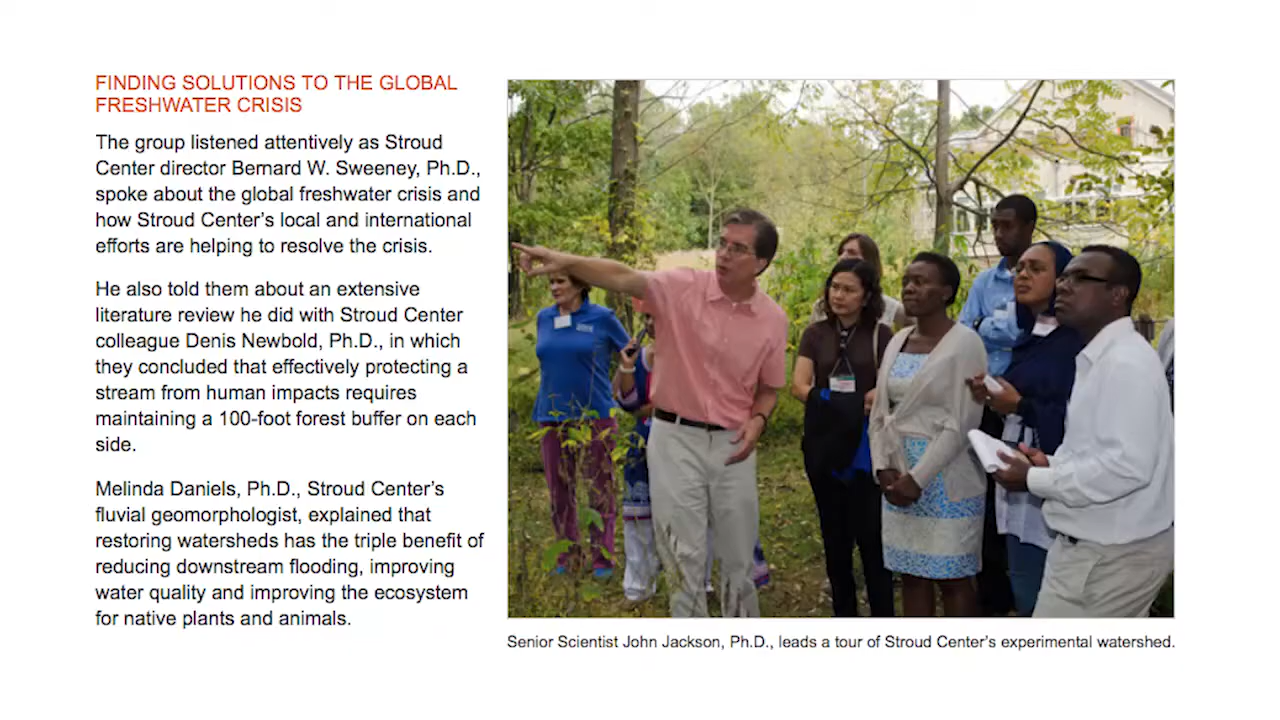 FINDING SOLUTIONS TO THE GLOBAL
FRESHWATER CRISIS
The group listened attentively as Stroud
Center director Bernard W. Sweeney, Ph.D.,
spoke about the global freshwater crisis and
how Stroud Center's local and international
efforts are helping to resolve the crisis.
He also told them about an extensive
literature review he did with Stroud Center
colleague Denis Newbold, Ph.D., in which
they concluded that effectively protecting a
stream from human impacts requires
maintaining a 100-foot forest buffer on each
side.
Melinda Daniels, Ph.D., Stroud Center's
fluvial geomorphologist, explained that
restoring watersheds has the triple benefit of
reducing downstream flooding, improving
water quality and improving the ecosystem
for native plants and animals.
Senior Scientist John Jackson, Ph.D., leads a tour of Stroud Center's experimental watershed.